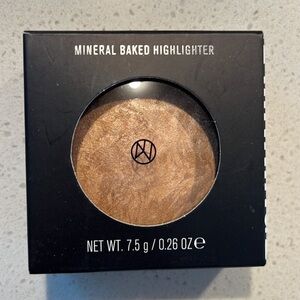 MINERAL BAKED HIGHLIGHTER
NET WT. 7.5 g / 0.26 OZ℮